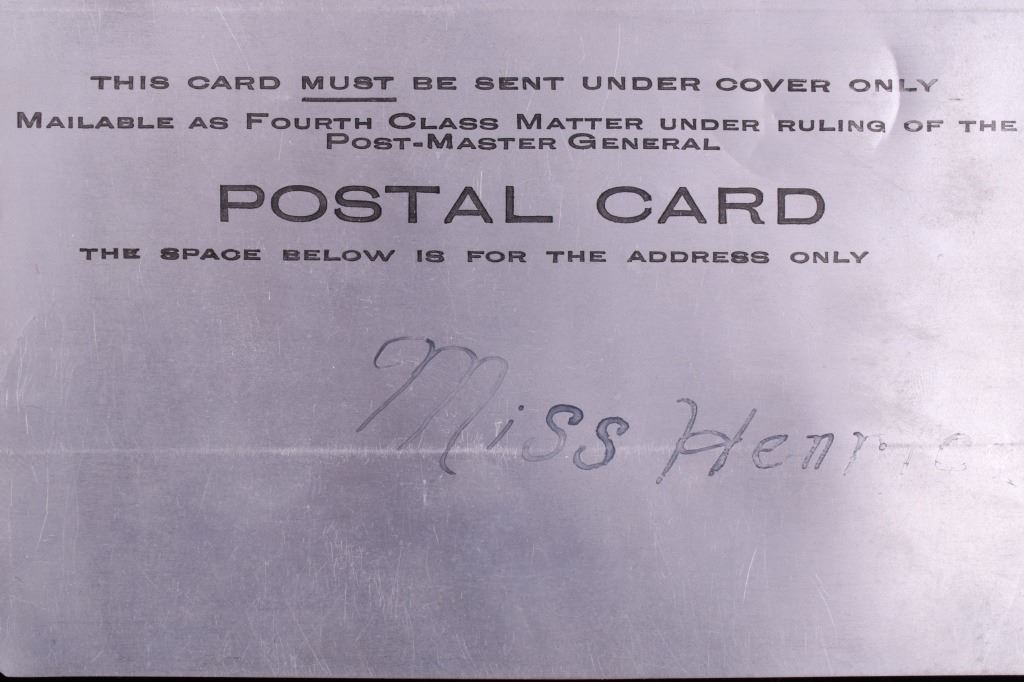 THIS CARD MUST BE SENT UNDER COVER ONLY
MAILABLE AS FOURTH CLASS MATTER UNDER RULING OF THE
POST-MASTER GENERAL
POSTAL CARD
THE SPACE BELOW IS FOR THE ADDRESS ONLY
Miss